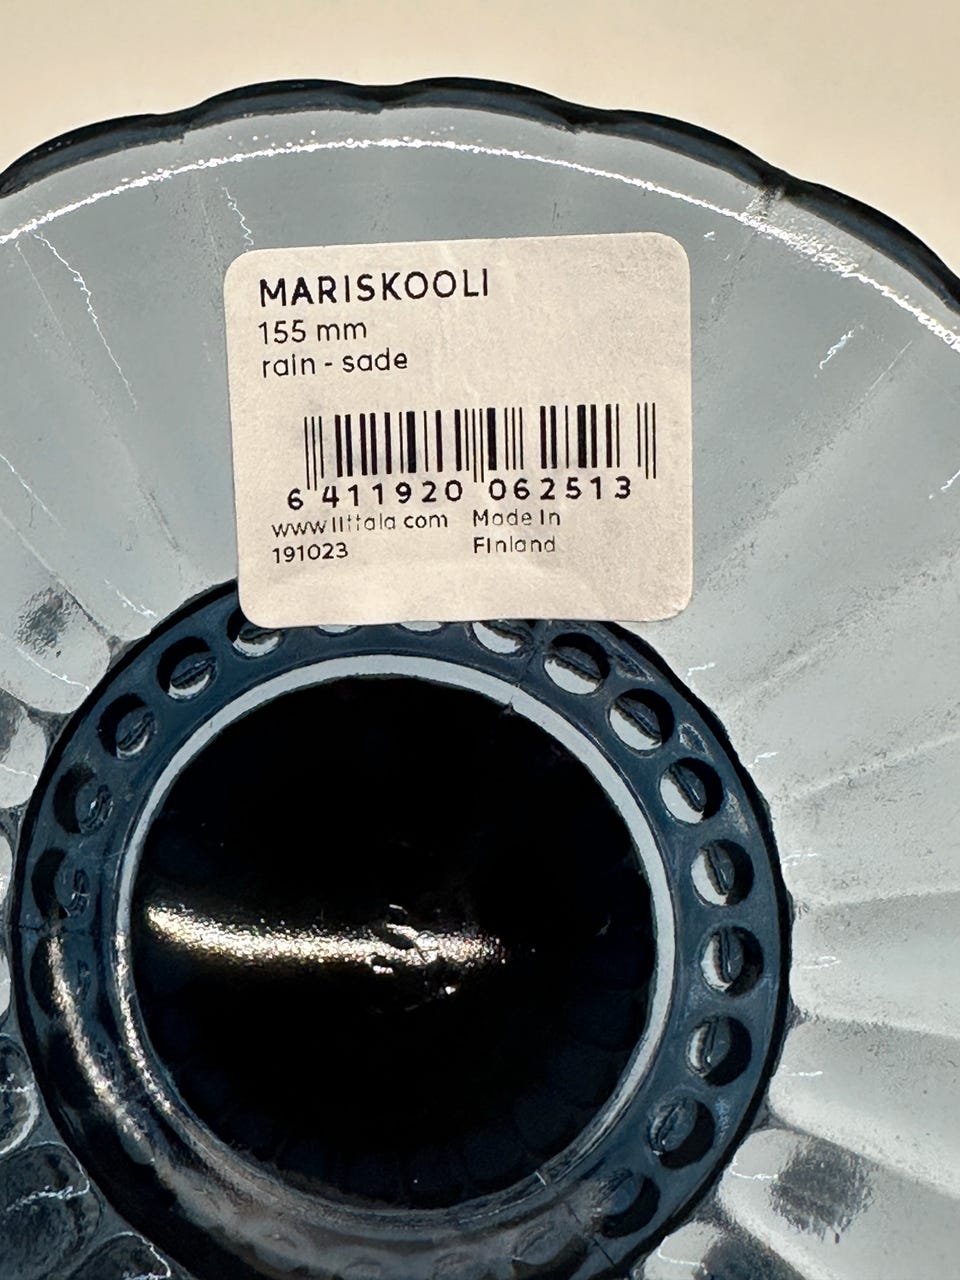 MARISKOOLI
155 mm
rain - sade
6 411920 062513
www.iittala.com Made in
191023 Finland